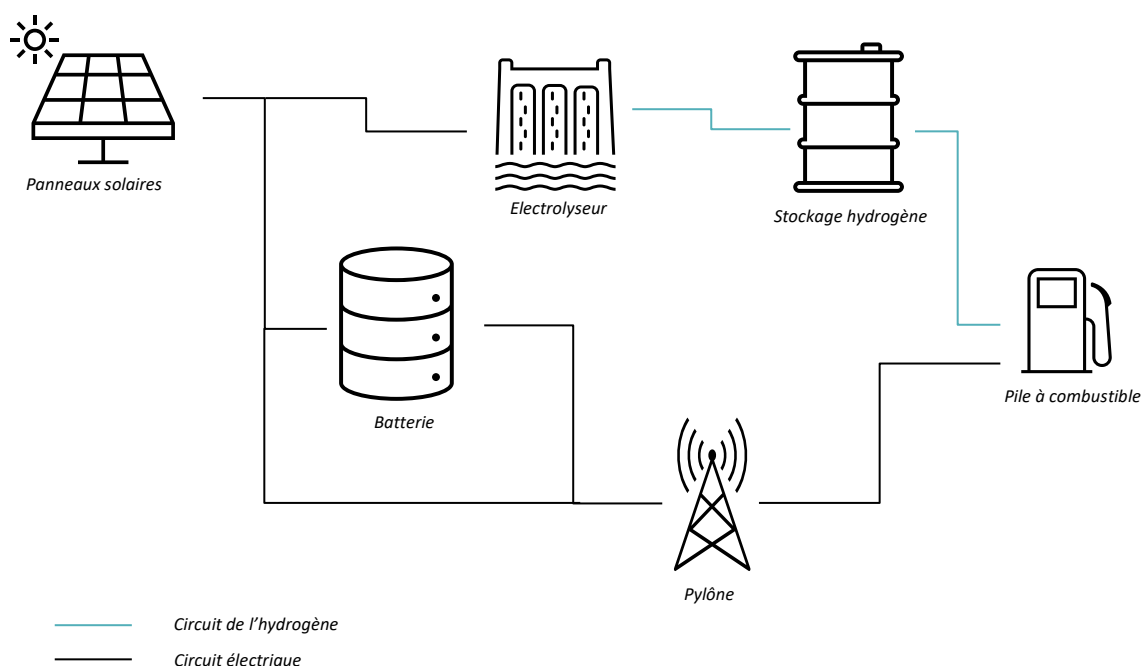 Panneaux solaires
Electrolyseur
Stockage hydrogène
Batterie
Pile à combustible
Pylône
Circuit de l’hydrogène
Circuit électrique